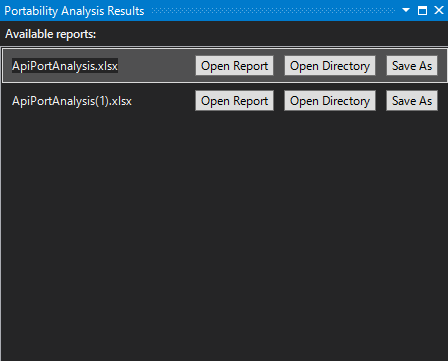 Portability Analysis Results
Available reports:
ApiPortAnalysis.xlsx Open Report Open Directory Save As
ApiPortAnalysis(1).xlsx Open Report Open Directory Save As